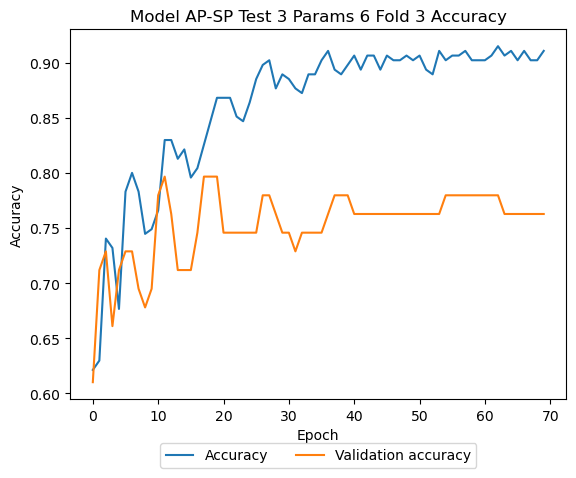 Model AP-SP Test 3 Params 6 Fold 3 Accuracy
Accuracy
0.90
0.85
0.80
0.75
0.70
0.65
0.60
0 10 20 30 40 50 60 70
Epoch
Accuracy Validation accuracy